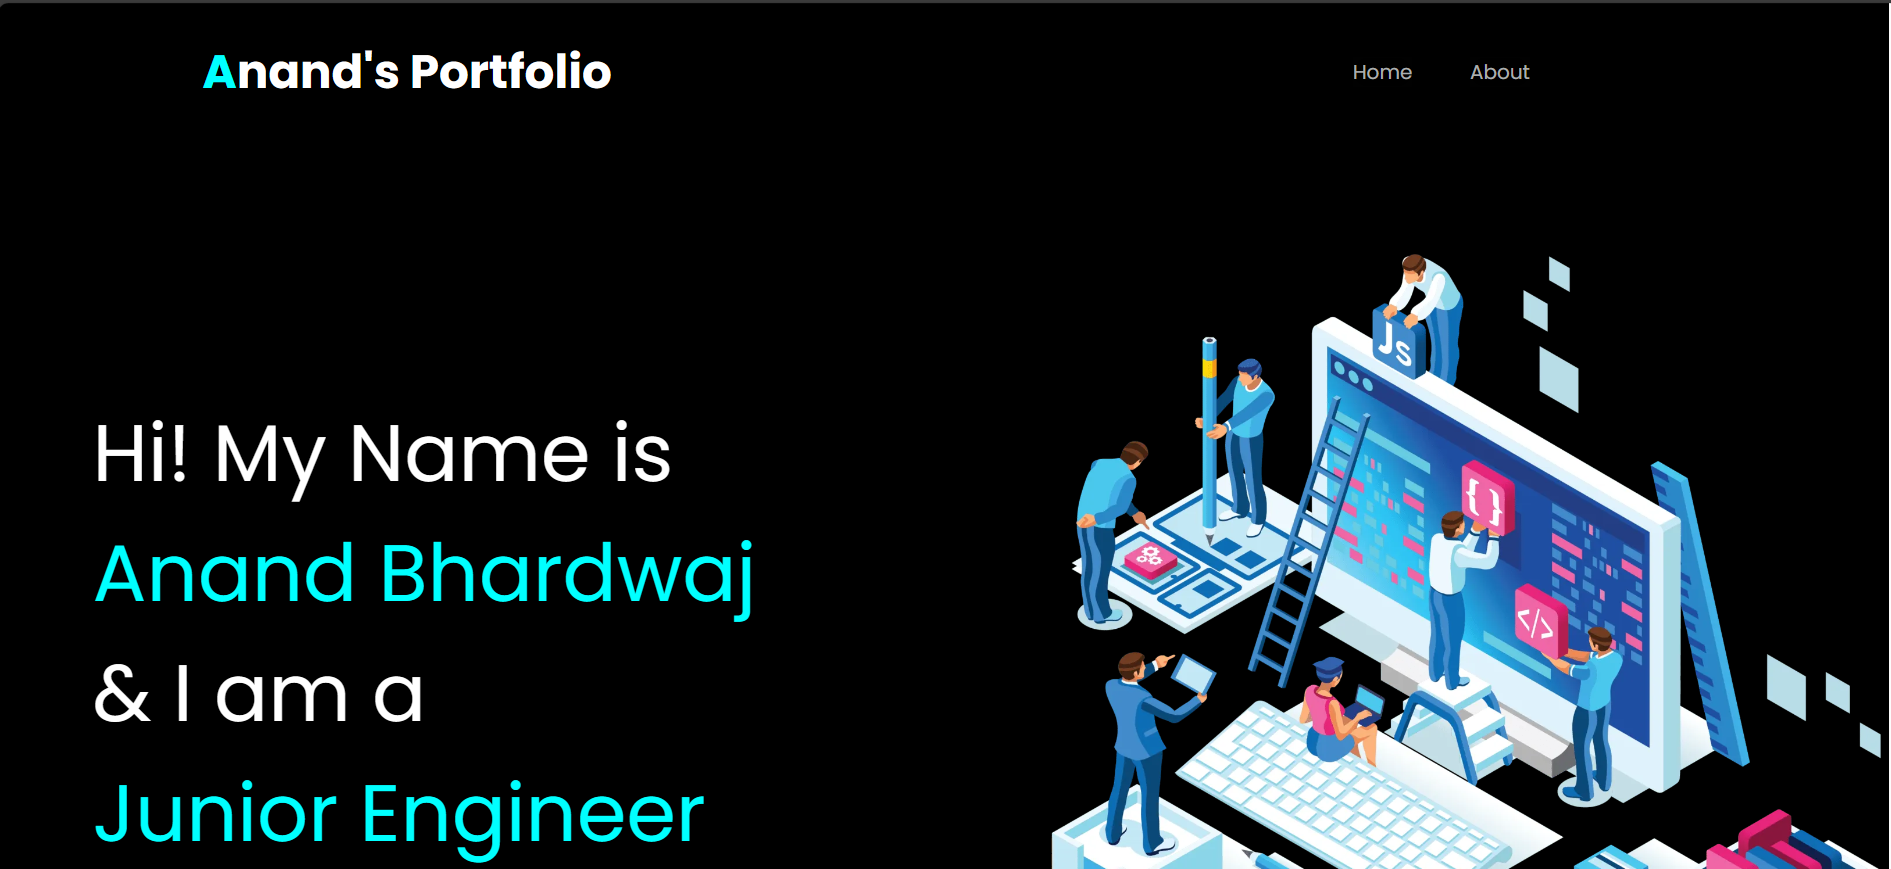 Anand's Portfolio
Home About
Hi! My Name is
Anand Bhardwaj
& I am a
Junior Engineer
Js
{}
</>